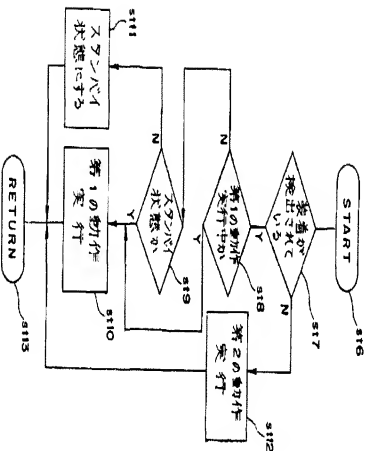 START
st6
装着が
検出されて
いる
st7
Y
N
第1の動作
実行中か
st8
N
Y
スタンバイ
状態か
st9
N
Y
スタンバイ
状態にする
st11
第1の動作
実行
st10
第2の動作
実行
st12
RETURN
st13